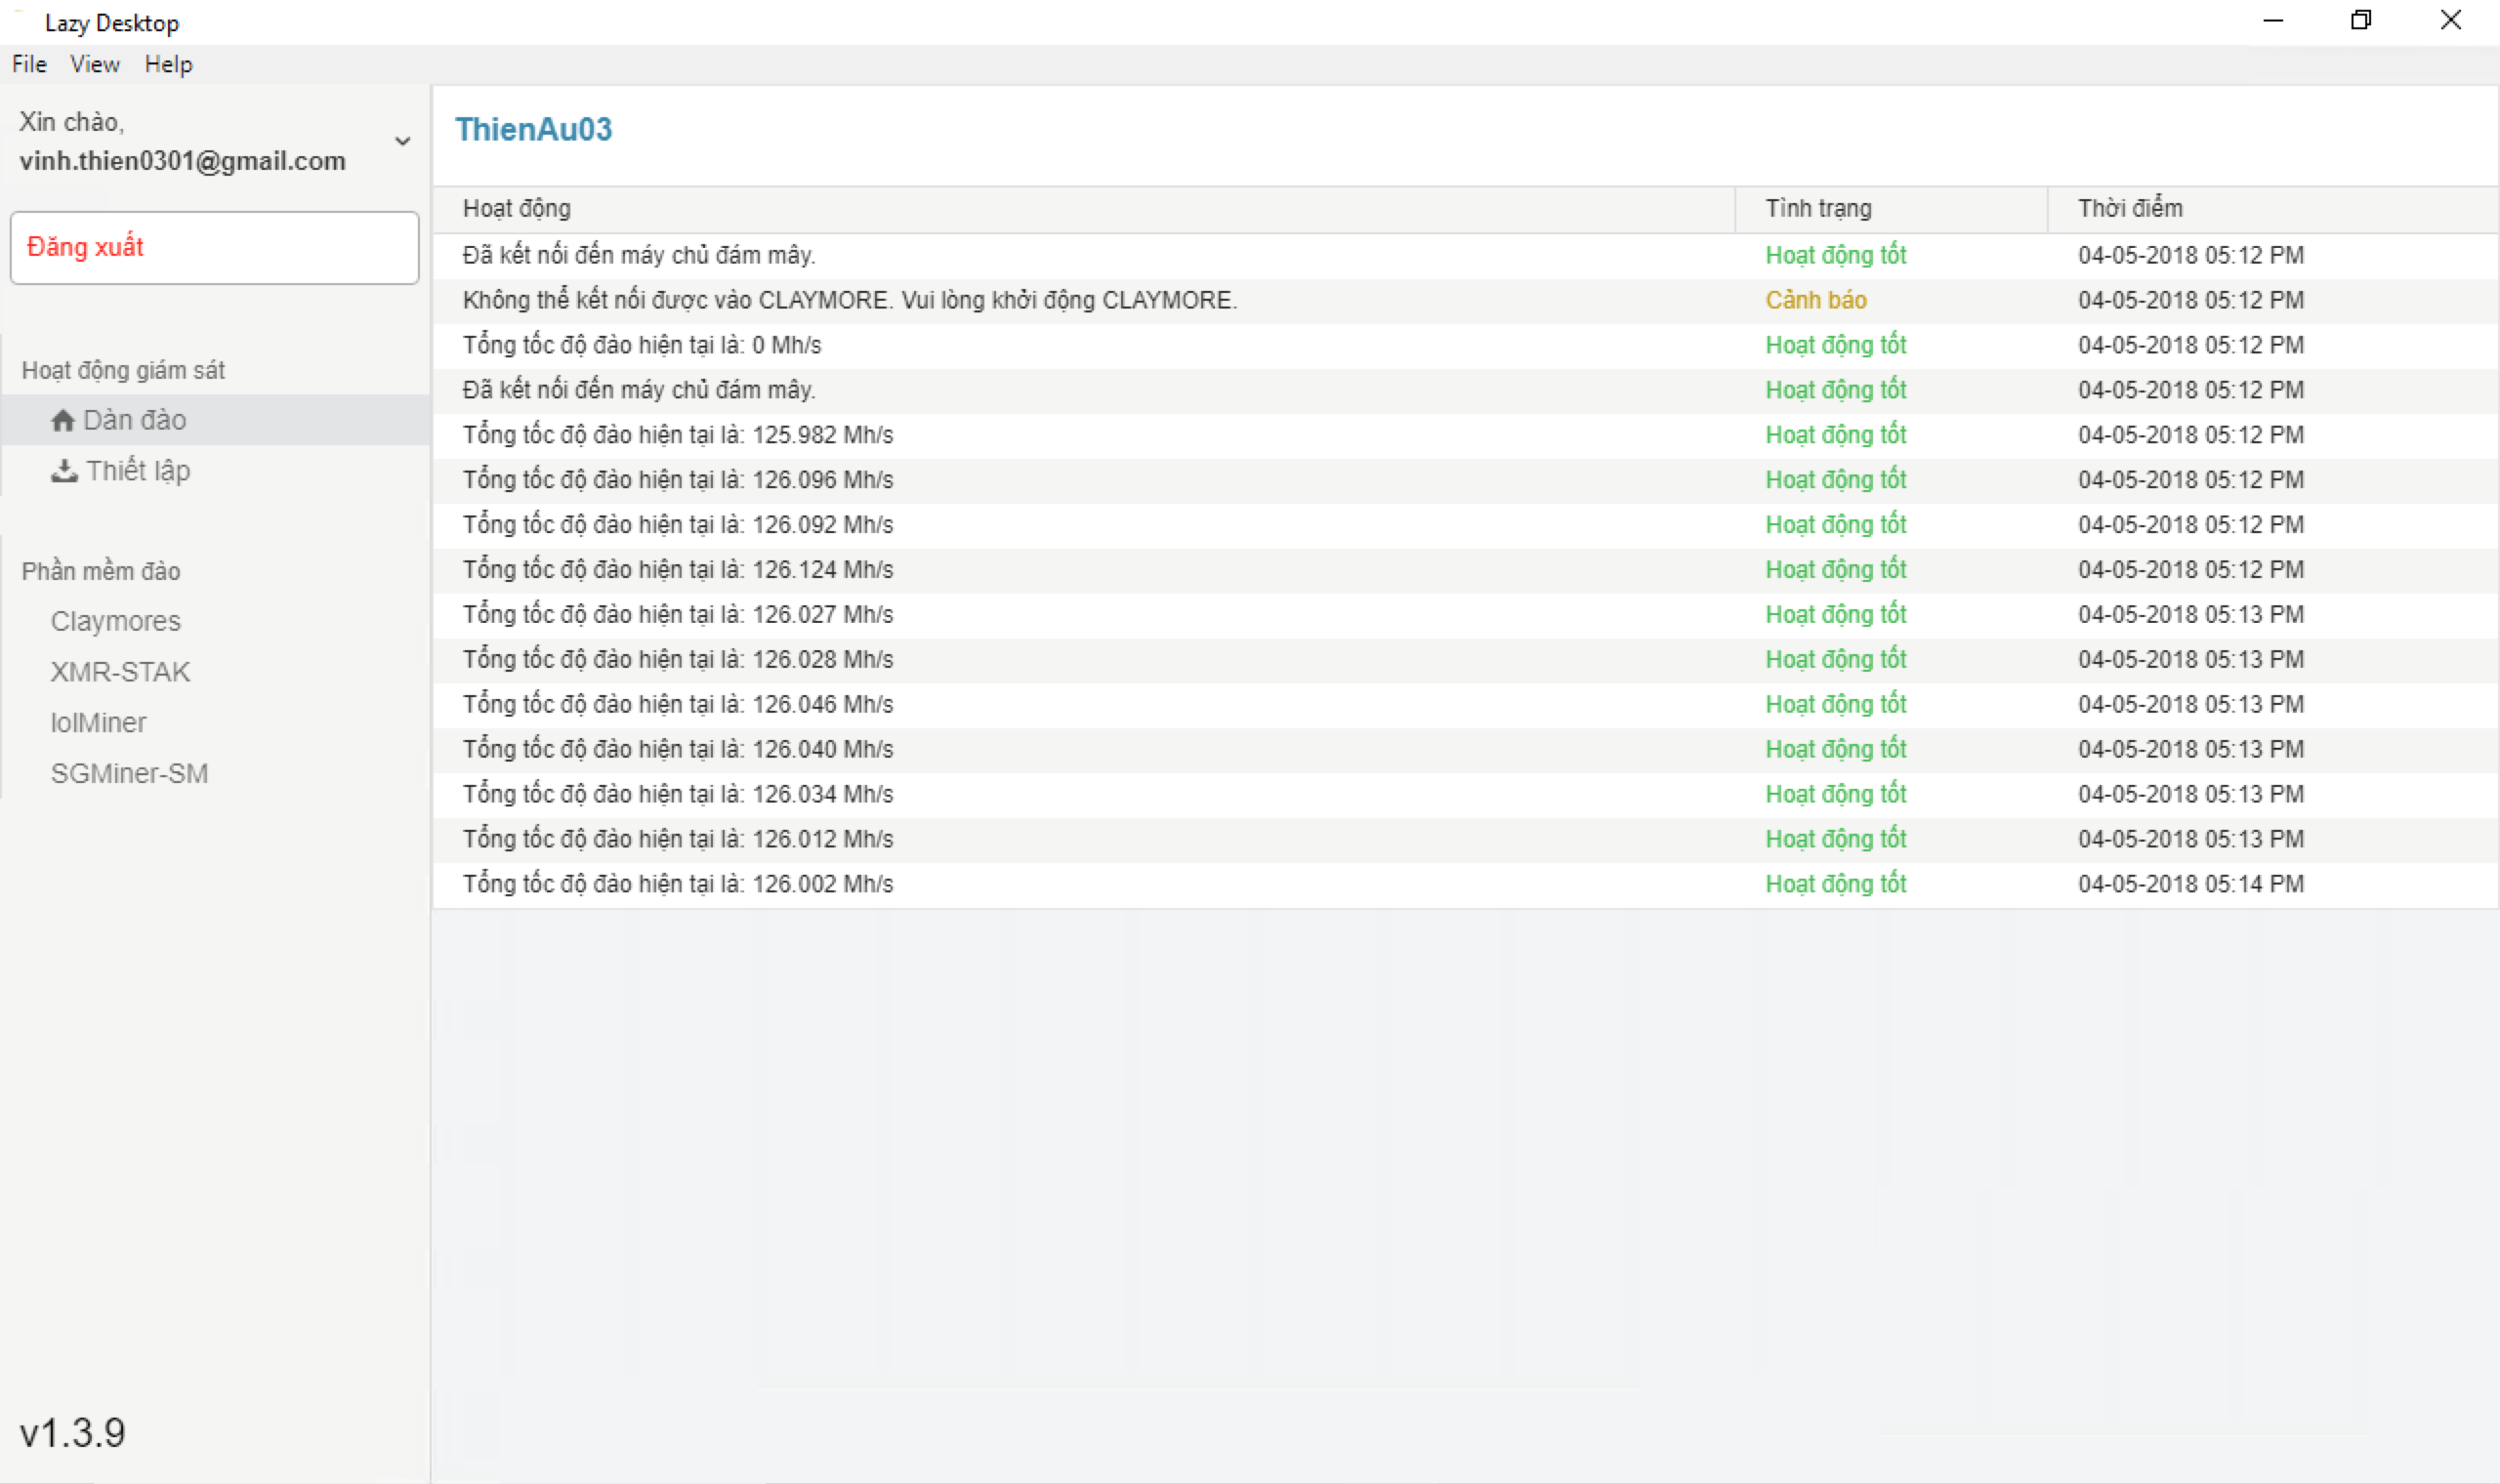 Lazy Desktop
File View Help
Xin chào,
vinh.thien0301@gmail.com
Đăng xuất
Hoạt động giám sát
Dàn đào
Thiết lập
Phần mềm đào
Claymores
XMR-STAK
lolMiner
SGMiner-SM
v1.3.9
ThienAu03
Hoạt động Tình trạng Thời điểm
Đã kết nối đến máy chủ đám mây. Hoạt động tốt 04-05-2018 05:12 PM
Không thể kết nối được vào CLAYMORE. Vui lòng khởi động CLAYMORE. Cảnh báo 04-05-2018 05:12 PM
Tổng tốc độ đào hiện tại là: 0 Mh/s Hoạt động tốt 04-05-2018 05:12 PM
Đã kết nối đến máy chủ đám mây. Hoạt động tốt 04-05-2018 05:12 PM
Tổng tốc độ đào hiện tại là: 125.982 Mh/s Hoạt động tốt 04-05-2018 05:12 PM
Tổng tốc độ đào hiện tại là: 126.096 Mh/s Hoạt động tốt 04-05-2018 05:12 PM
Tổng tốc độ đào hiện tại là: 126.092 Mh/s Hoạt động tốt 04-05-2018 05:12 PM
Tổng tốc độ đào hiện tại là: 126.124 Mh/s Hoạt động tốt 04-05-2018 05:12 PM
Tổng tốc độ đào hiện tại là: 126.027 Mh/s Hoạt động tốt 04-05-2018 05:13 PM
Tổng tốc độ đào hiện tại là: 126.028 Mh/s Hoạt động tốt 04-05-2018 05:13 PM
Tổng tốc độ đào hiện tại là: 126.046 Mh/s Hoạt động tốt 04-05-2018 05:13 PM
Tổng tốc độ đào hiện tại là: 126.040 Mh/s Hoạt động tốt 04-05-2018 05:13 PM
Tổng tốc độ đào hiện tại là: 126.034 Mh/s Hoạt động tốt 04-05-2018 05:13 PM
Tổng tốc độ đào hiện tại là: 126.012 Mh/s Hoạt động tốt 04-05-2018 05:13 PM
Tổng tốc độ đào hiện tại là: 126.002 Mh/s Hoạt động tốt 04-05-2018 05:14 PM